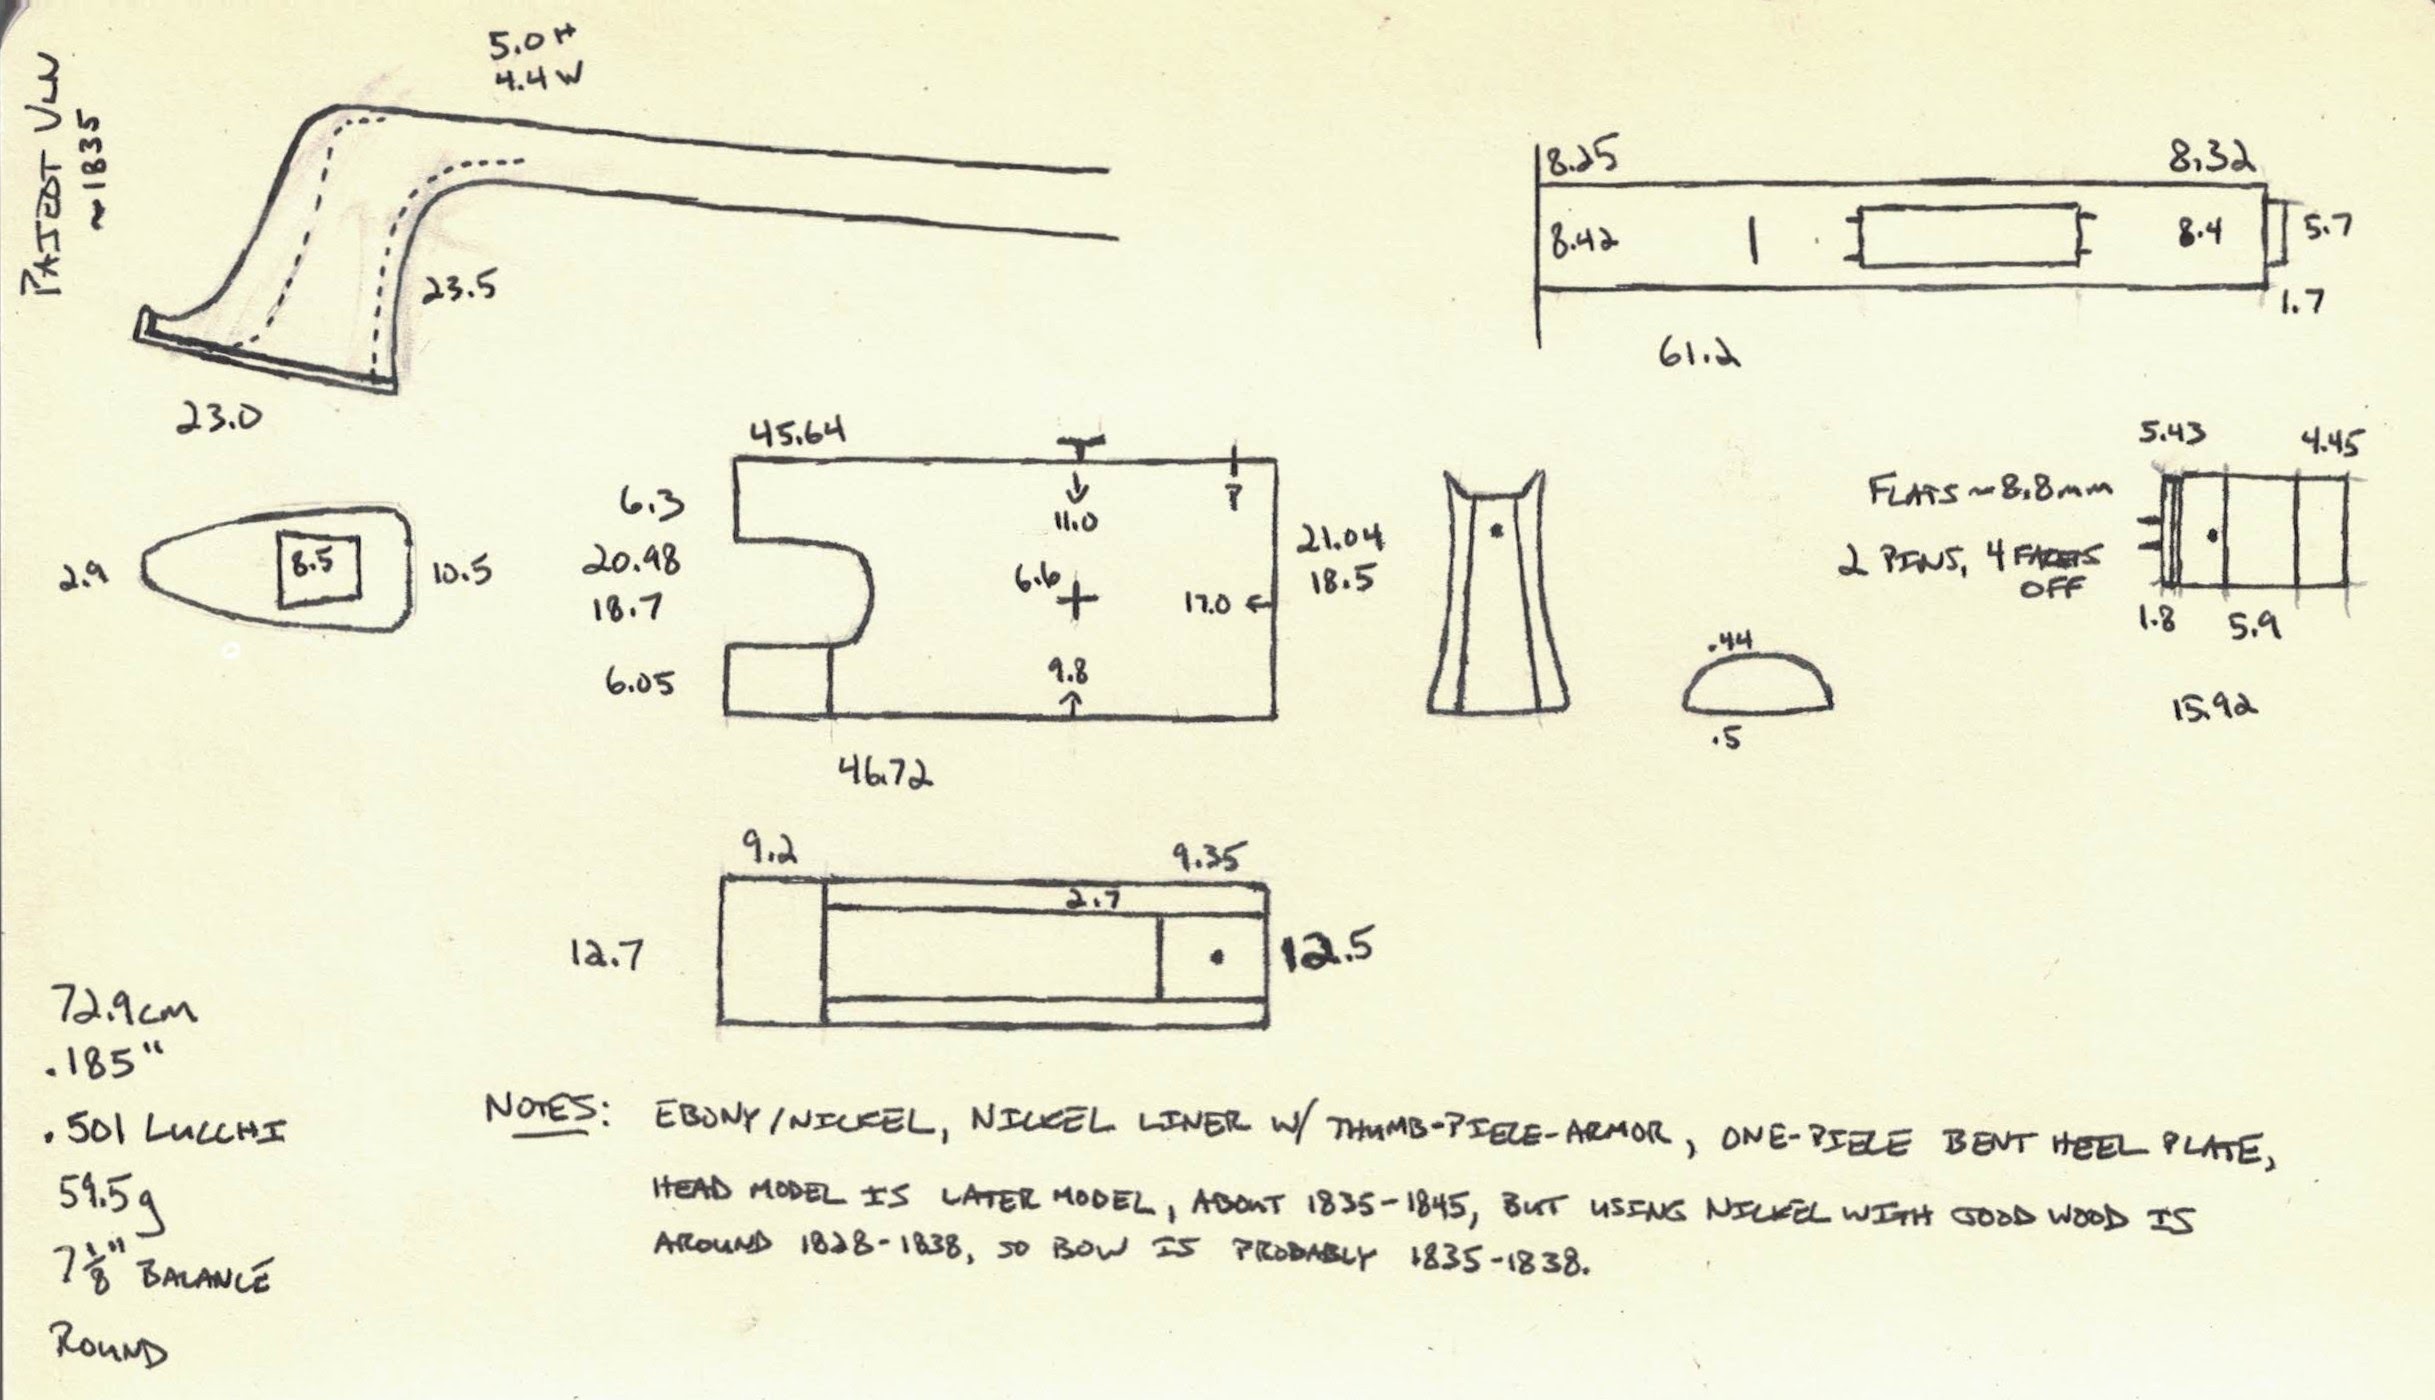 PAJEOT VLN
~1835
5.0 H
4.4 W
23.5
23.0
8.25
8.32
8.42
8.4
5.7
1.7
61.2
2.9
8.5
10.5
45.64
6.3
20.98
18.7
6.05
11.0
6.6
17.0
9.8
21.04
18.5
46.72
.44
.5
FLATS ~ 8.8mm
2 PINS, 4 FACETS
OFF
5.43
4.45
1.8
5.9
15.92
9.2
9.35
2.7
12.7
12.5
72.9cm
.185"
.501 LUCCHI
59.5g
7 1/8" BALANCE
ROUND
NOTES: EBONY/NICKEL, NICKEL LINER W/ THUMB-PIECE-ARMOR, ONE-PIECE BENT HEEL PLATE,
HEAD MODEL IS LATER MODEL, ABOUT 1835-1845, BUT USING NICKEL WITH GOOD WOOD IS
AROUND 1828-1838, SO BOW IS PROBABLY 1835-1838.